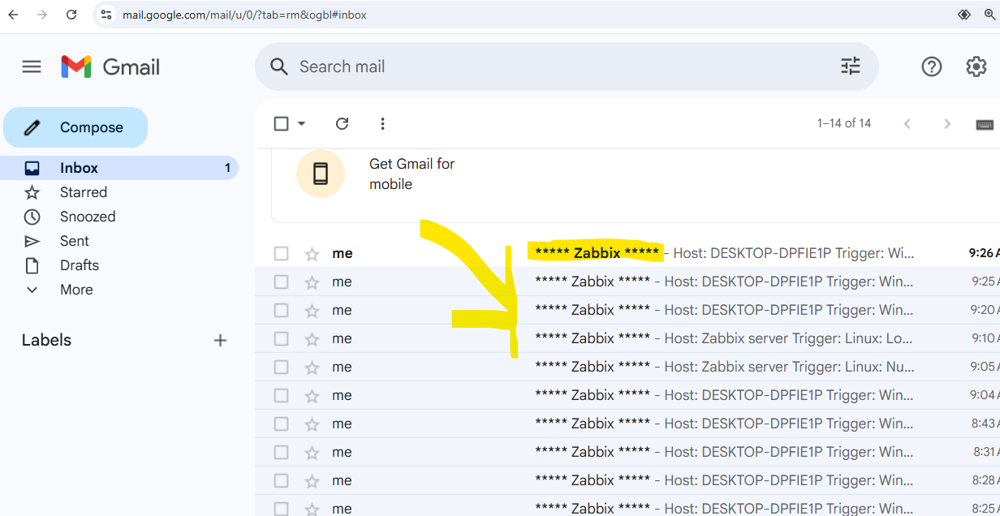 mail.google.com/mail/u/0/?tab=rm&ogbl#inbox
Gmail
Search mail
Compose
1–14 of 14
Inbox 1
Starred
Snoozed
Sent
Drafts
More
Labels
Get Gmail for
mobile
me ***** Zabbix ***** - Host: DESKTOP-DPFIE1P Trigger: Wi... 9:26
me ***** Zabbix ***** - Host: DESKTOP-DPFIE1P Trigger: Win... 9:25
me ***** Zabbix ***** - Host: DESKTOP-DPFIE1P Trigger: Win... 9:20
me ***** Zabbix ***** - Host: Zabbix server Trigger: Linux: Lo... 9:10
me ***** Zabbix ***** - Host: Zabbix server Trigger: Linux: Nu... 9:05
me ***** Zabbix ***** - Host: DESKTOP-DPFIE1P Trigger: Win... 9:04
me ***** Zabbix ***** - Host: DESKTOP-DPFIE1P Trigger: Win... 8:43
me ***** Zabbix ***** - Host: DESKTOP-DPFIE1P Trigger: Win... 8:31
me ***** Zabbix ***** - Host: DESKTOP-DPFIE1P Trigger: Win... 8:28
me ***** Zabbix ***** - Host: DESKTOP-DPFIE1P Trigger: Win... 8:25